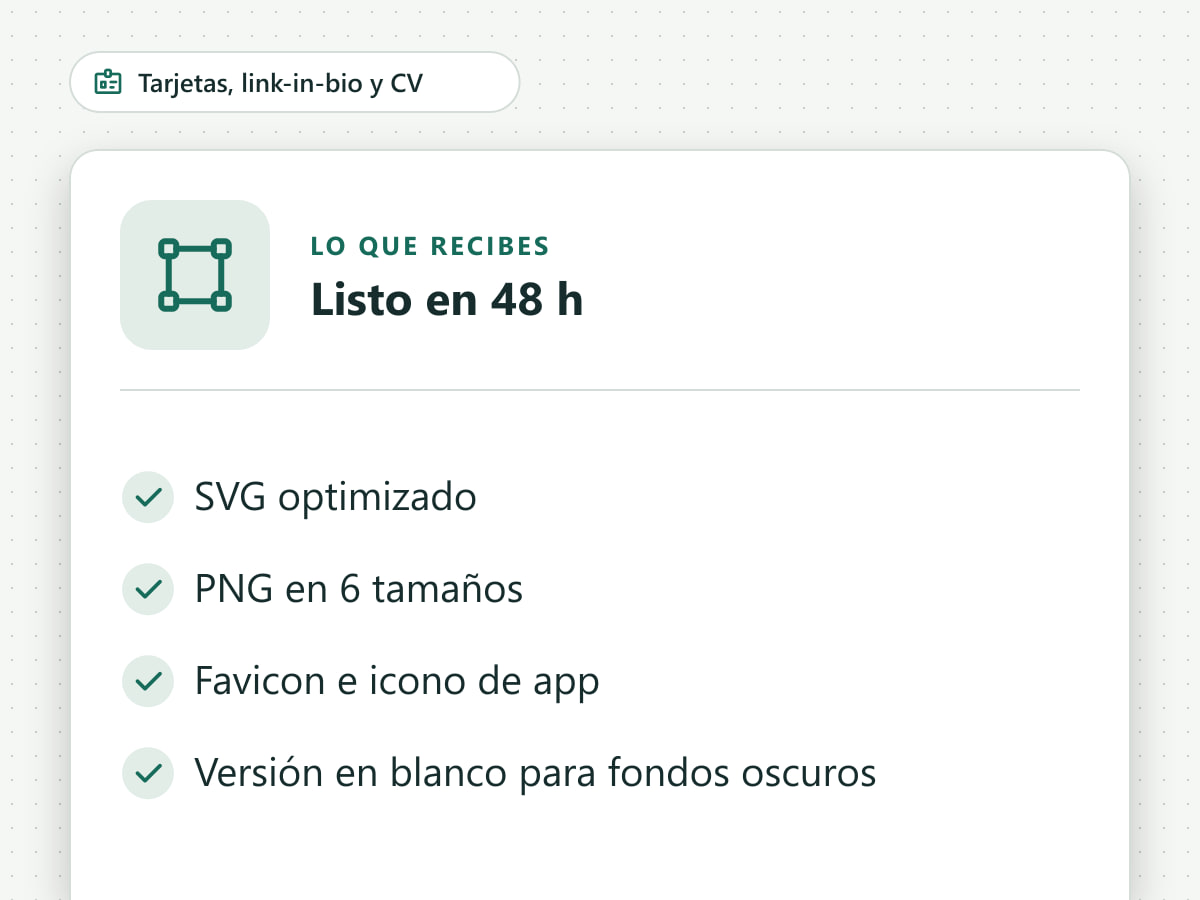 Tarjetas, link-in-bio y CV
LO QUE RECIBES
Listo en 48 h
SVG optimizado
PNG en 6 tamaños
Favicon e icono de app
Versión en blanco para fondos oscuros